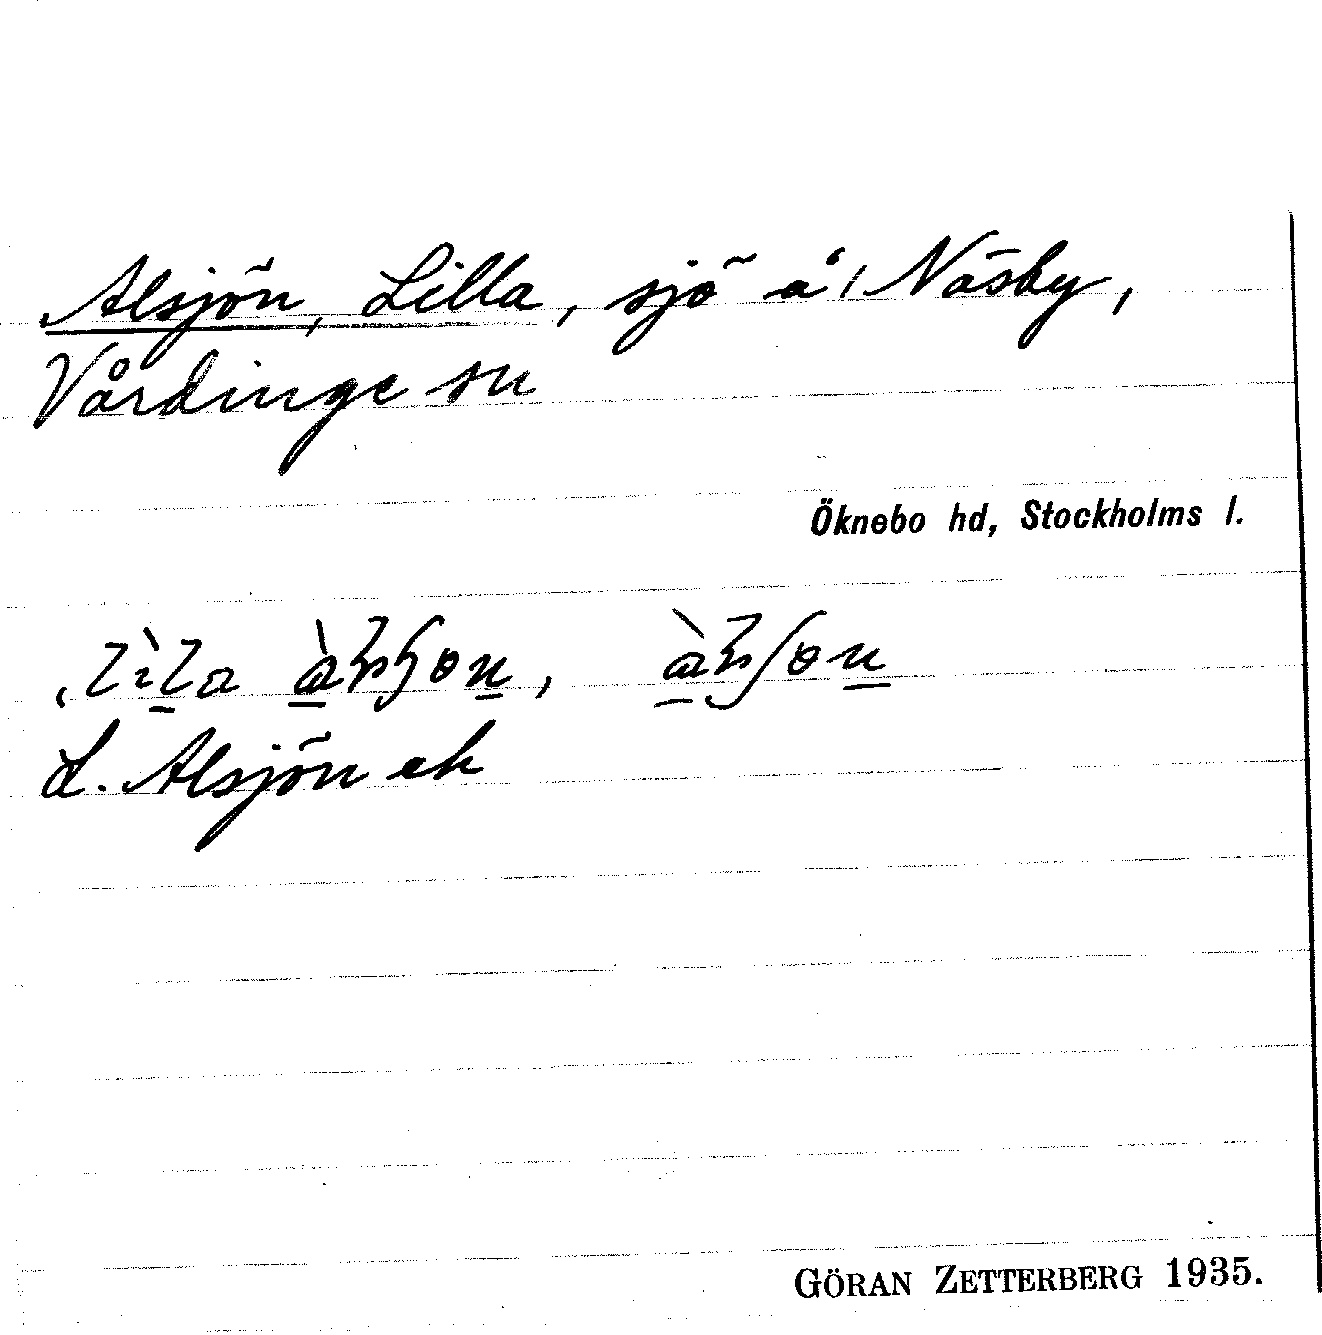 Alsjön, Lilla, sjö å Näsby,
Vårdinge sn
Öknebo hd, Stockholms l.
L. Alsjön ek
GÖRAN ZETTERBERG 1935.